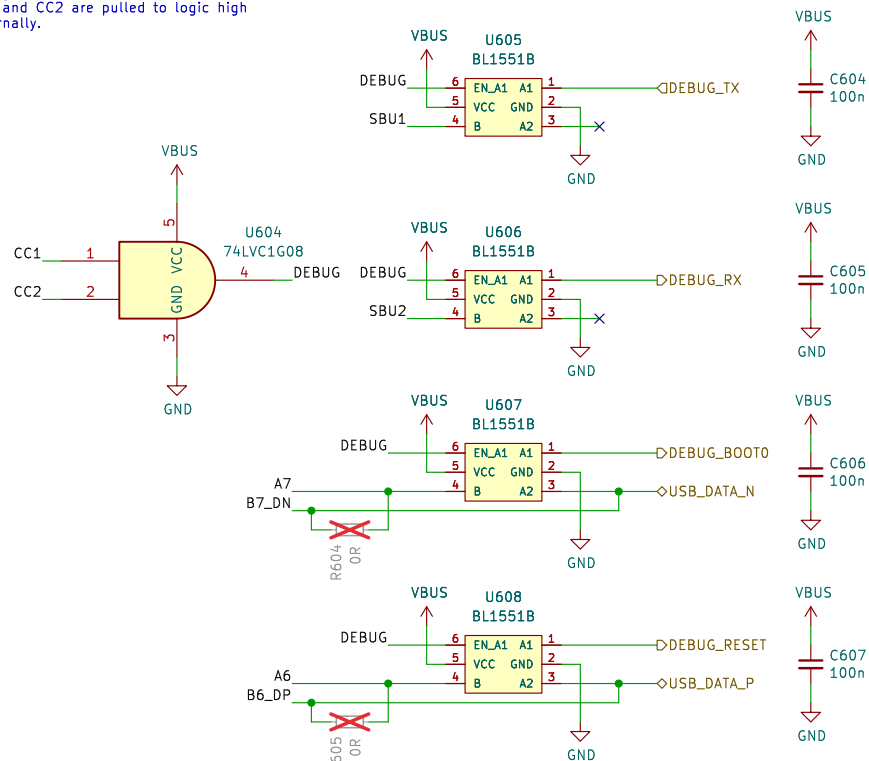 and CC2 are pulled to logic high
rnally.
VBUS
5
VCC
GND
3
GND
CC1
1
CC2
2
U604
74LVC1G08
4
DEBUG
VBUS
U605
BL1551B
DEBUG
6
EN_A1
A1
1
DEBUG_TX
5
VCC
GND
2
SBU1
4
B
A2
3
GND
VBUS
C604
100n
GND
VBUS
U606
BL1551B
DEBUG
6
EN_A1
A1
1
DEBUG_RX
5
VCC
GND
2
SBU2
4
B
A2
3
GND
VBUS
C605
100n
GND
VBUS
U607
BL1551B
DEBUG
6
EN_A1
A1
1
DEBUG_BOOT0
5
VCC
GND
2
A7
4
B
A2
3
USB_DATA_N
B7_DN
R604
0R
GND
VBUS
C606
100n
GND
VBUS
U608
BL1551B
DEBUG
6
EN_A1
A1
1
DEBUG_RESET
5
VCC
GND
2
A6
4
B
A2
3
USB_DATA_P
B6_DP
605
0R
GND
VBUS
C607
100n
GND